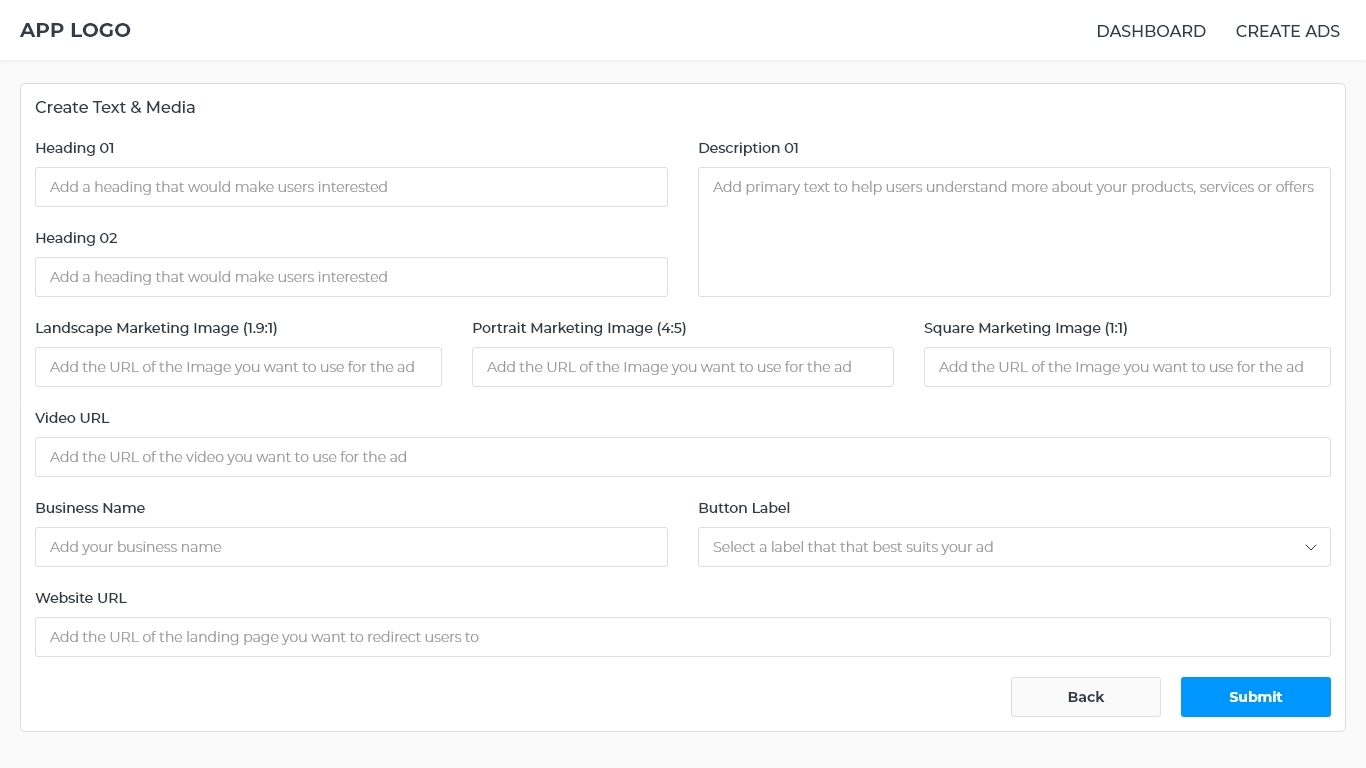 APP LOGO
DASHBOARD
CREATE ADS
Create Text & Media
Heading 01
Add a heading that would make users interested
Description 01
Add primary text to help users understand more about your products, services or offers
Heading 02
Add a heading that would make users interested
Landscape Marketing Image (1.9:1)
Add the URL of the Image you want to use for the ad
Portrait Marketing Image (4:5)
Add the URL of the Image you want to use for the ad
Square Marketing Image (1:1)
Add the URL of the Image you want to use for the ad
Video URL
Add the URL of the video you want to use for the ad
Business Name
Add your business name
Button Label
Select a label that that best suits your ad
Website URL
Add the URL of the landing page you want to redirect users to
Back
Submit